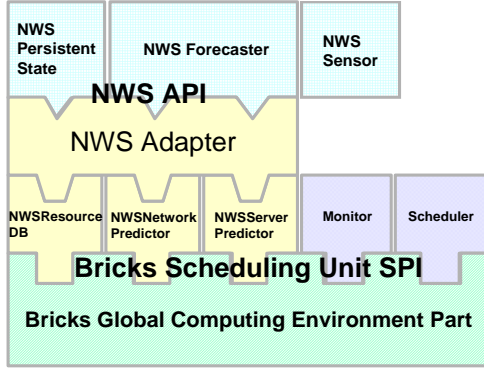 NWS
Persistent
State
NWS Forecaster
NWS
Sensor
NWS API
NWS Adapter
NWSResource
DB
NWSNetwork
Predictor
NWSServer
Predictor
Monitor
Scheduler
Bricks Scheduling Unit SPI
Bricks Global Computing Environment Part